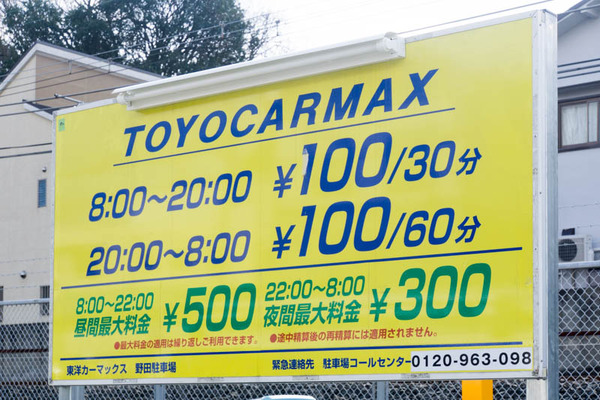 TOYOCARMAX
8:00～20:00 ¥100/30分
20:00～8:00 ¥100/60分
8:00～22:00 昼間最大料金 ¥500 22:00～8:00 夜間最大料金 ¥300
●最大料金の適用は繰り返しご利用できます。 ●途中精算後の再精算には適用されません。
東洋カーマックス 野田駐車場 緊急連絡先 駐車場コールセンター 0120-963-098